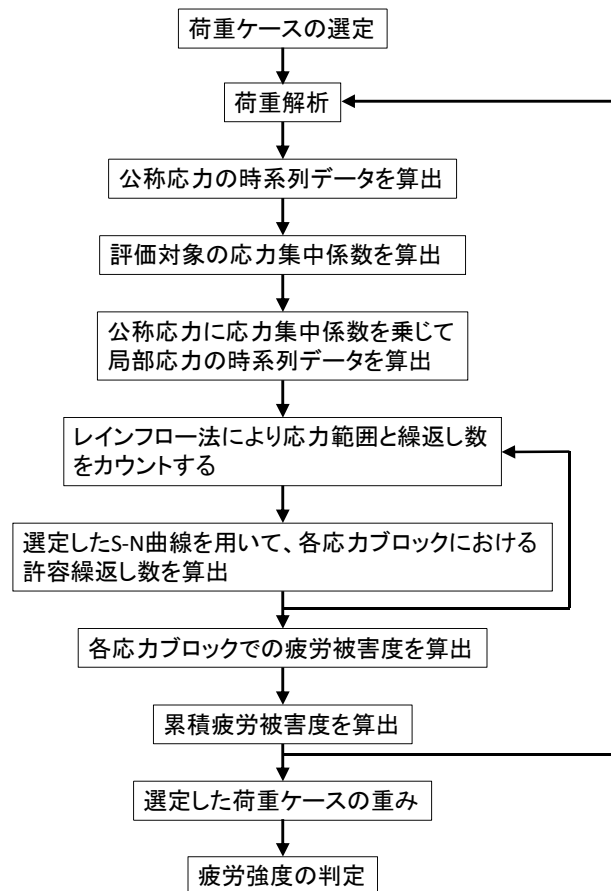 荷重ケースの選定
荷重解析
公称応力の時系列データを算出
評価対象の応力集中係数を算出
公称応力に応力集中係数を乗じて
局部応力の時系列データを算出
レインフロー法により応力範囲と繰返し数
をカウントする
選定したS-N曲線を用いて、各応力ブロックにおける
許容繰返し数を算出
各応力ブロックでの疲労被害度を算出
累積疲労被害度を算出
選定した荷重ケースの重み
疲労強度の判定